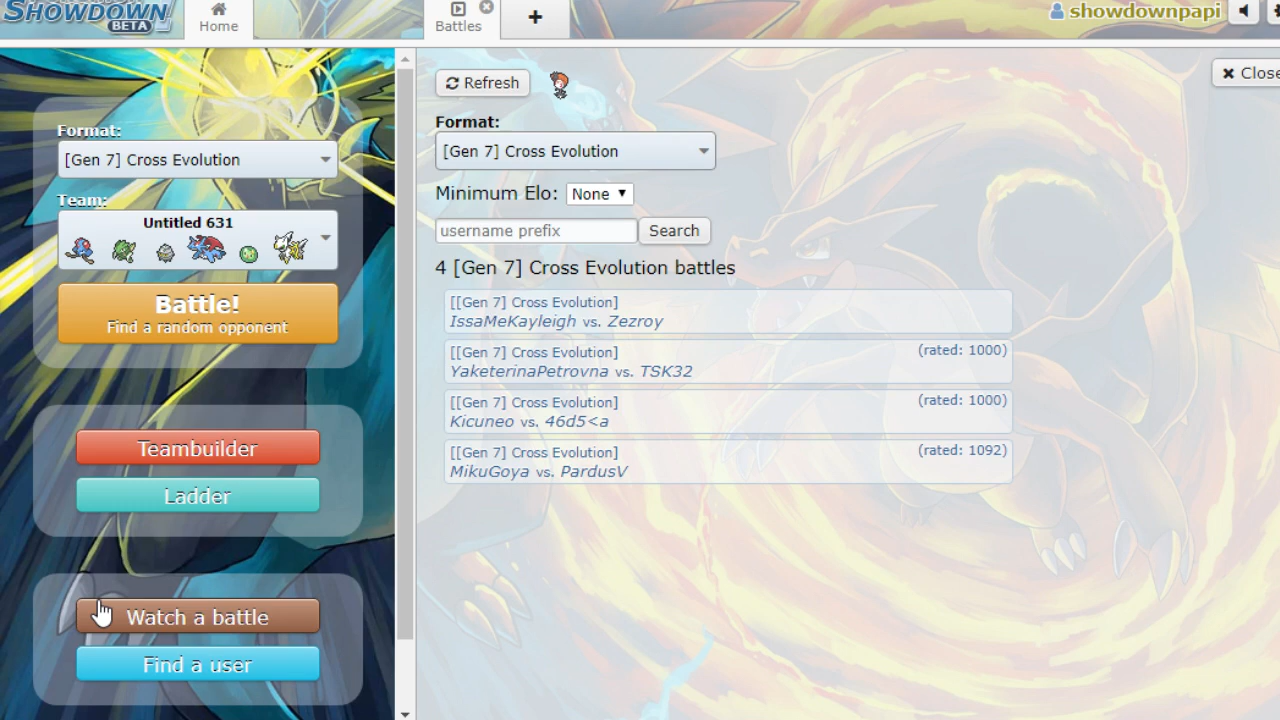 SHOWDOWN
BETA
Home
Battles
+
showdownpapi
Format:
[Gen 7] Cross Evolution
Team:
Untitled 631
Battle!
Find a random opponent
Teambuilder
Ladder
Watch a battle
Find a user
Refresh
Close
Format:
[Gen 7] Cross Evolution
Minimum Elo: None
username prefix Search
4 [Gen 7] Cross Evolution battles
[[Gen 7] Cross Evolution]
IssaMeKayleigh vs. Zezroy
[[Gen 7] Cross Evolution] (rated: 1000)
YaketerinaPetrovna vs. TSK32
[[Gen 7] Cross Evolution] (rated: 1000)
Kicuneo vs. 46d5<a
[[Gen 7] Cross Evolution] (rated: 1092)
MikuGoya vs. PardusV